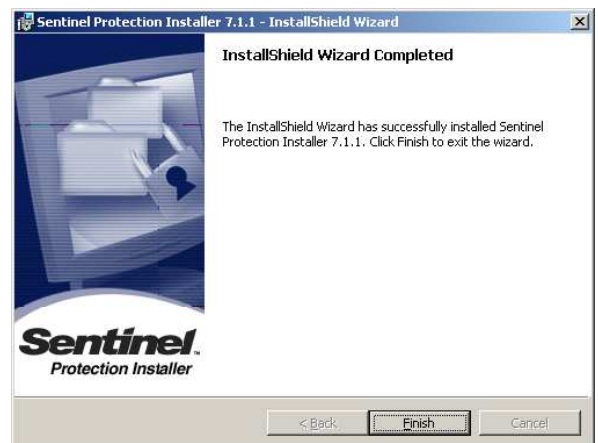 Sentinel Protection Installer 7.1.1 - InstallShield Wizard
InstallShield Wizard Completed
The InstallShield Wizard has successfully installed Sentinel
Protection Installer 7.1.1. Click Finish to exit the wizard.
Sentinel™
Protection Installer
< Back
Finish
Cancel